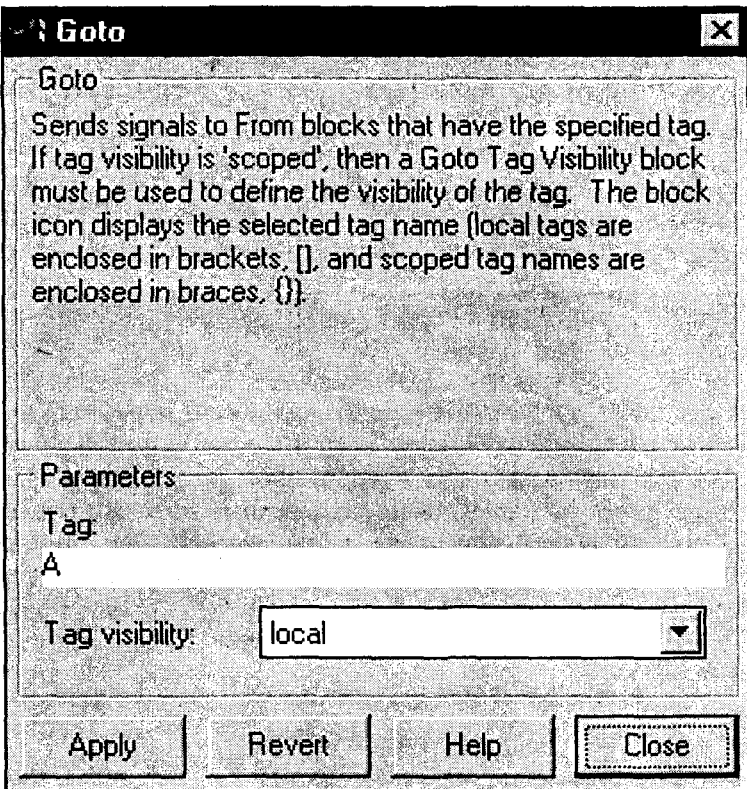 Goto
Goto
Sends signals to From blocks that have the specified tag.
If tag visibility is 'scoped', then a Goto Tag Visibility block
must be used to define the visibility of the tag. The block
icon displays the selected tag name (local tags are
enclosed in brackets, [], and scoped tag names are
enclosed in braces, {}).
Parameters
Tag:
A
Tag visibility:
local
Apply
Revert
Help
Close